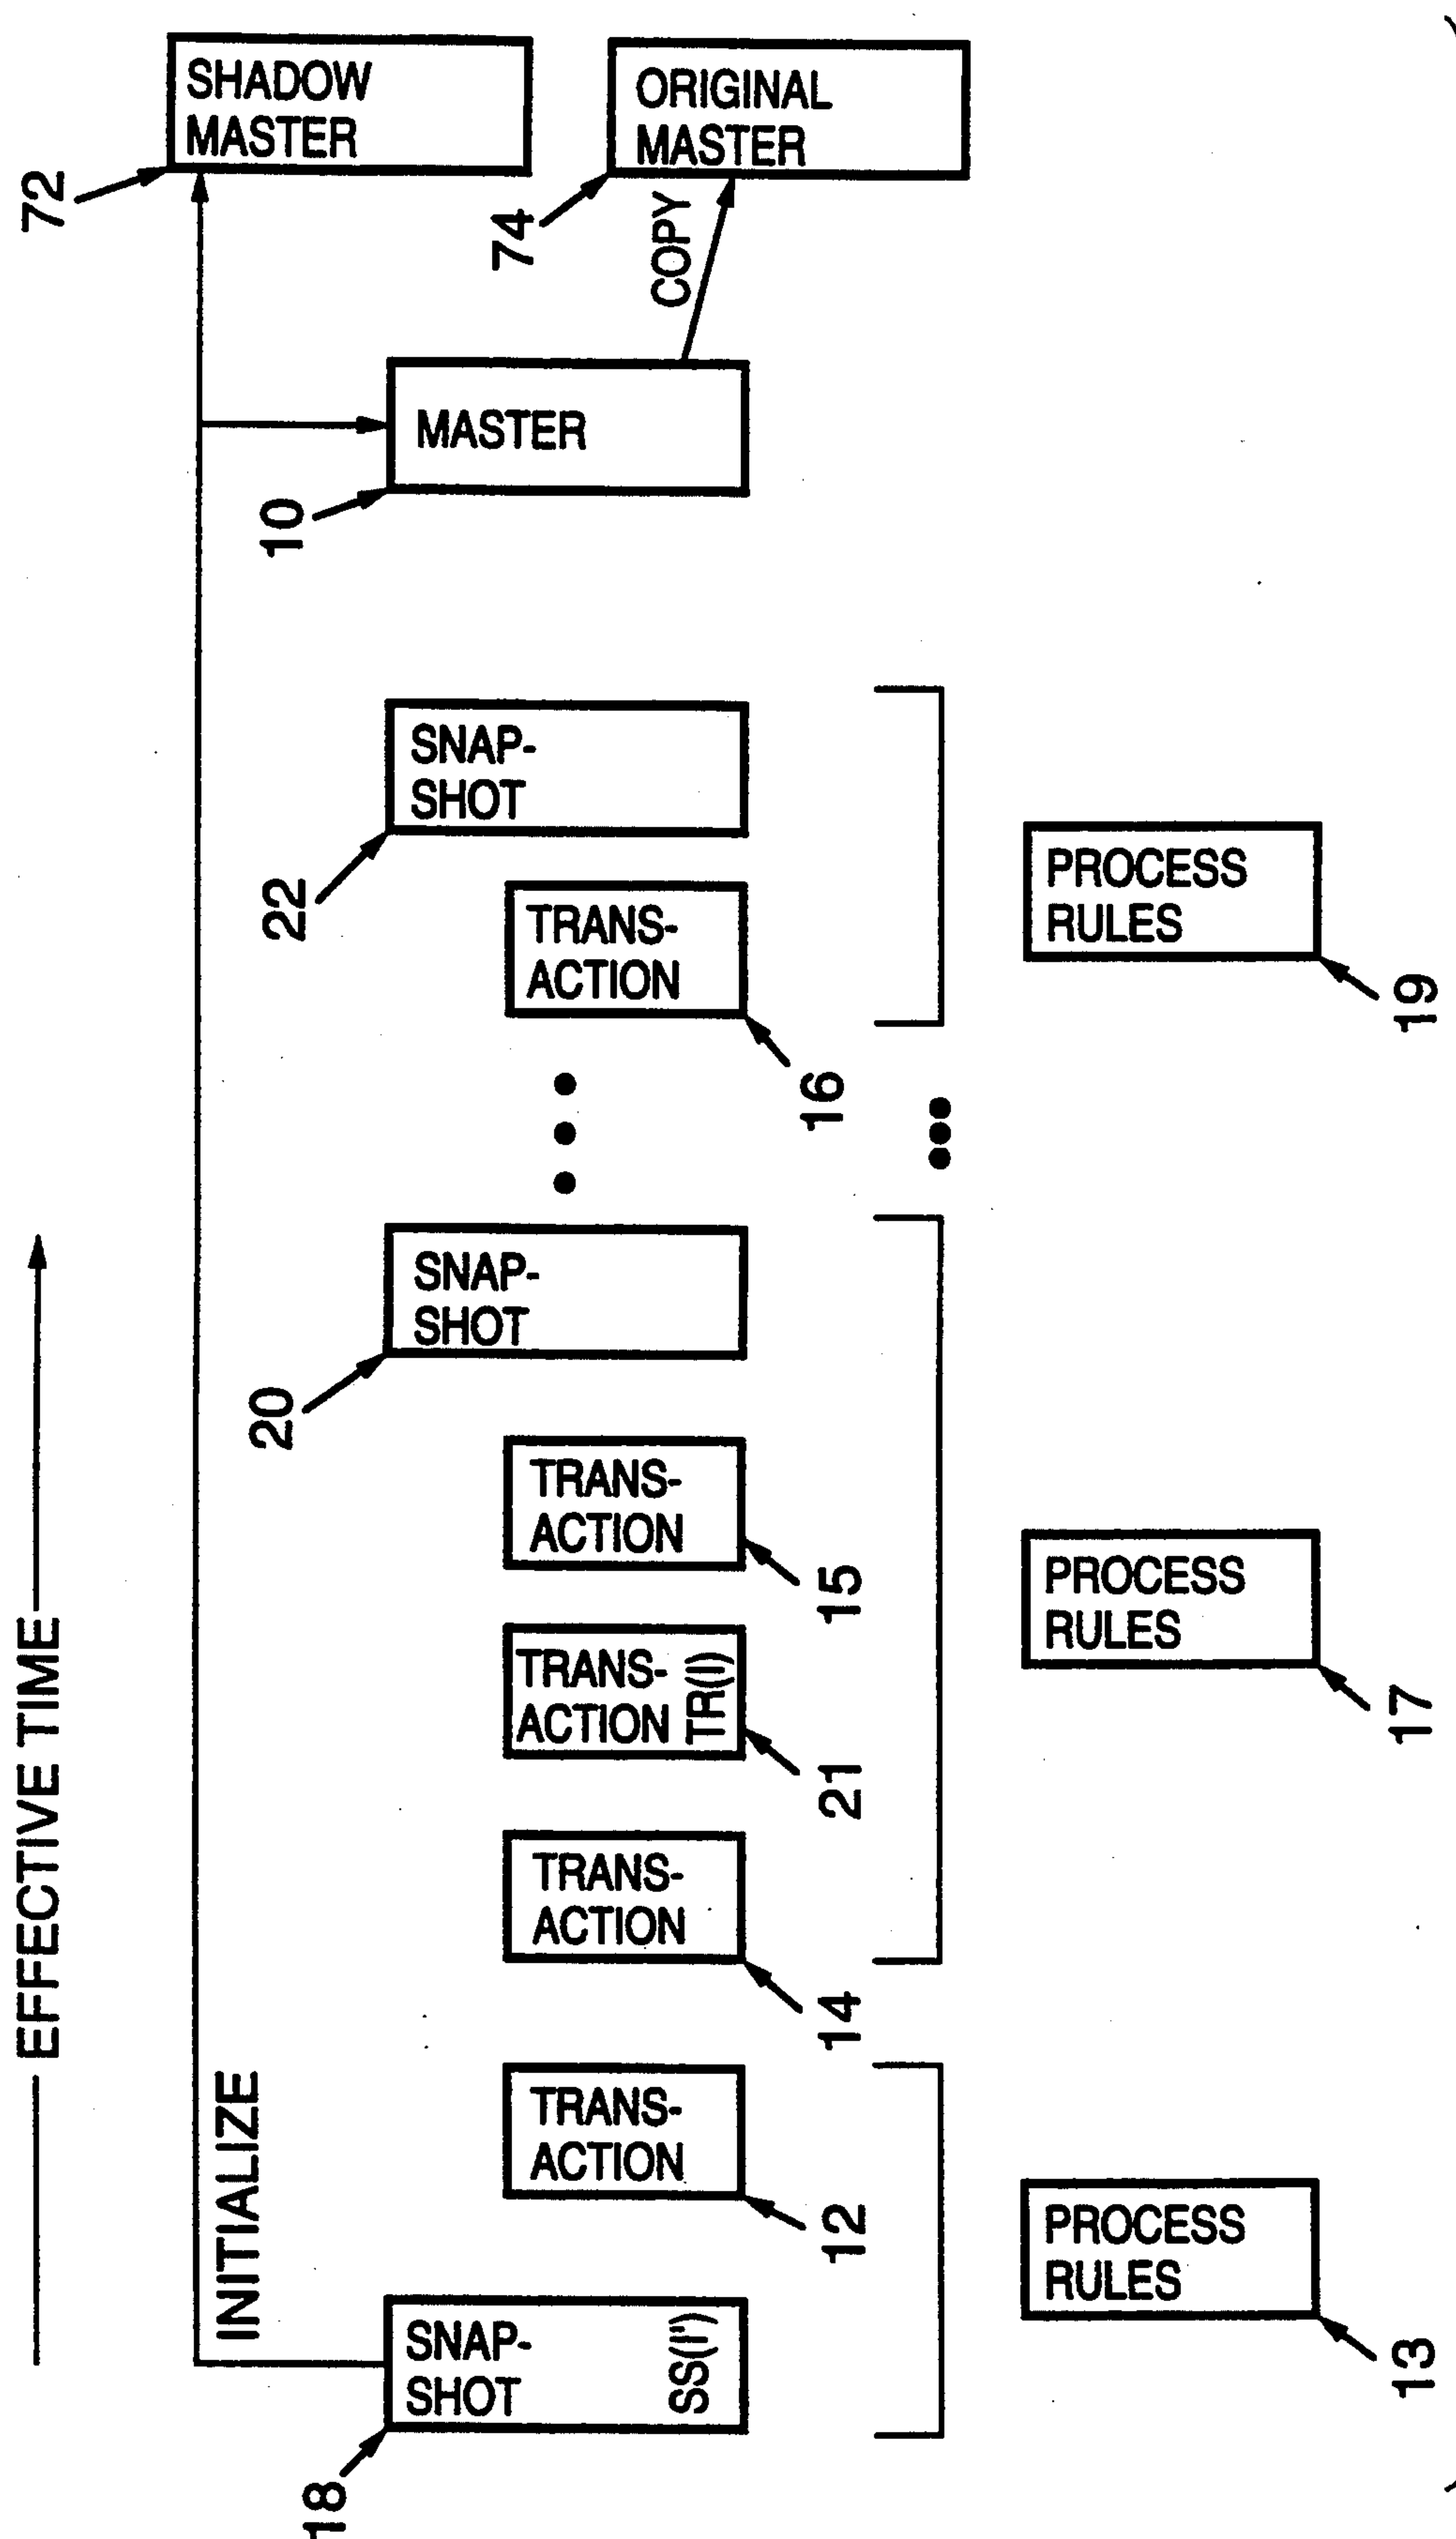 EFFECTIVE TIME
INITIALIZE
72
SHADOW
MASTER
74
ORIGINAL
MASTER
COPY
10
MASTER
22
SNAP-
SHOT
16
TRANS-
ACTION
19
PROCESS
RULES
20
SNAP-
SHOT
15
TRANS-
ACTION
21
TRANS-
ACTION
TR(I)
14
TRANS-
ACTION
17
PROCESS
RULES
12
TRANS-
ACTION
18
SNAP-
SHOT
SS(I')
13
PROCESS
RULES